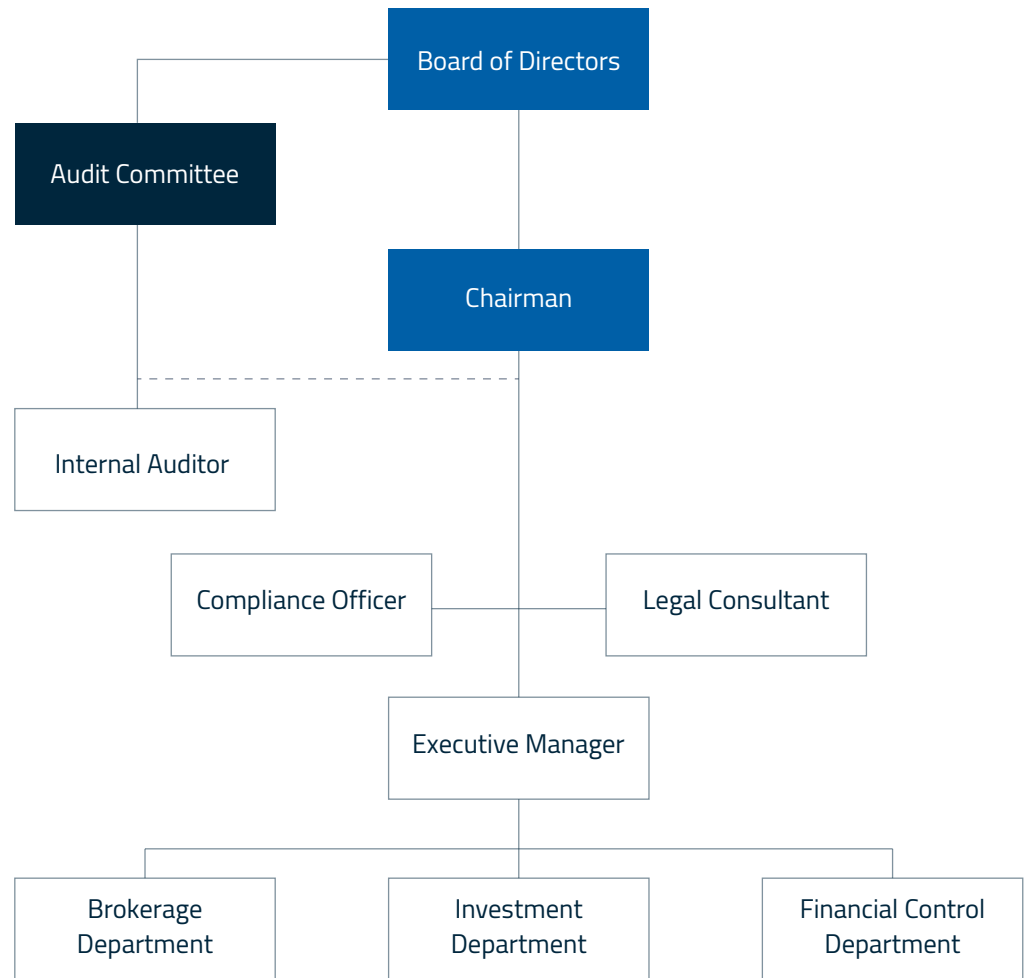 Board of Directors
Audit Committee
Chairman
Internal Auditor
Compliance Officer
Legal Consultant
Executive Manager
Brokerage
Department
Investment
Department
Financial Control
Department